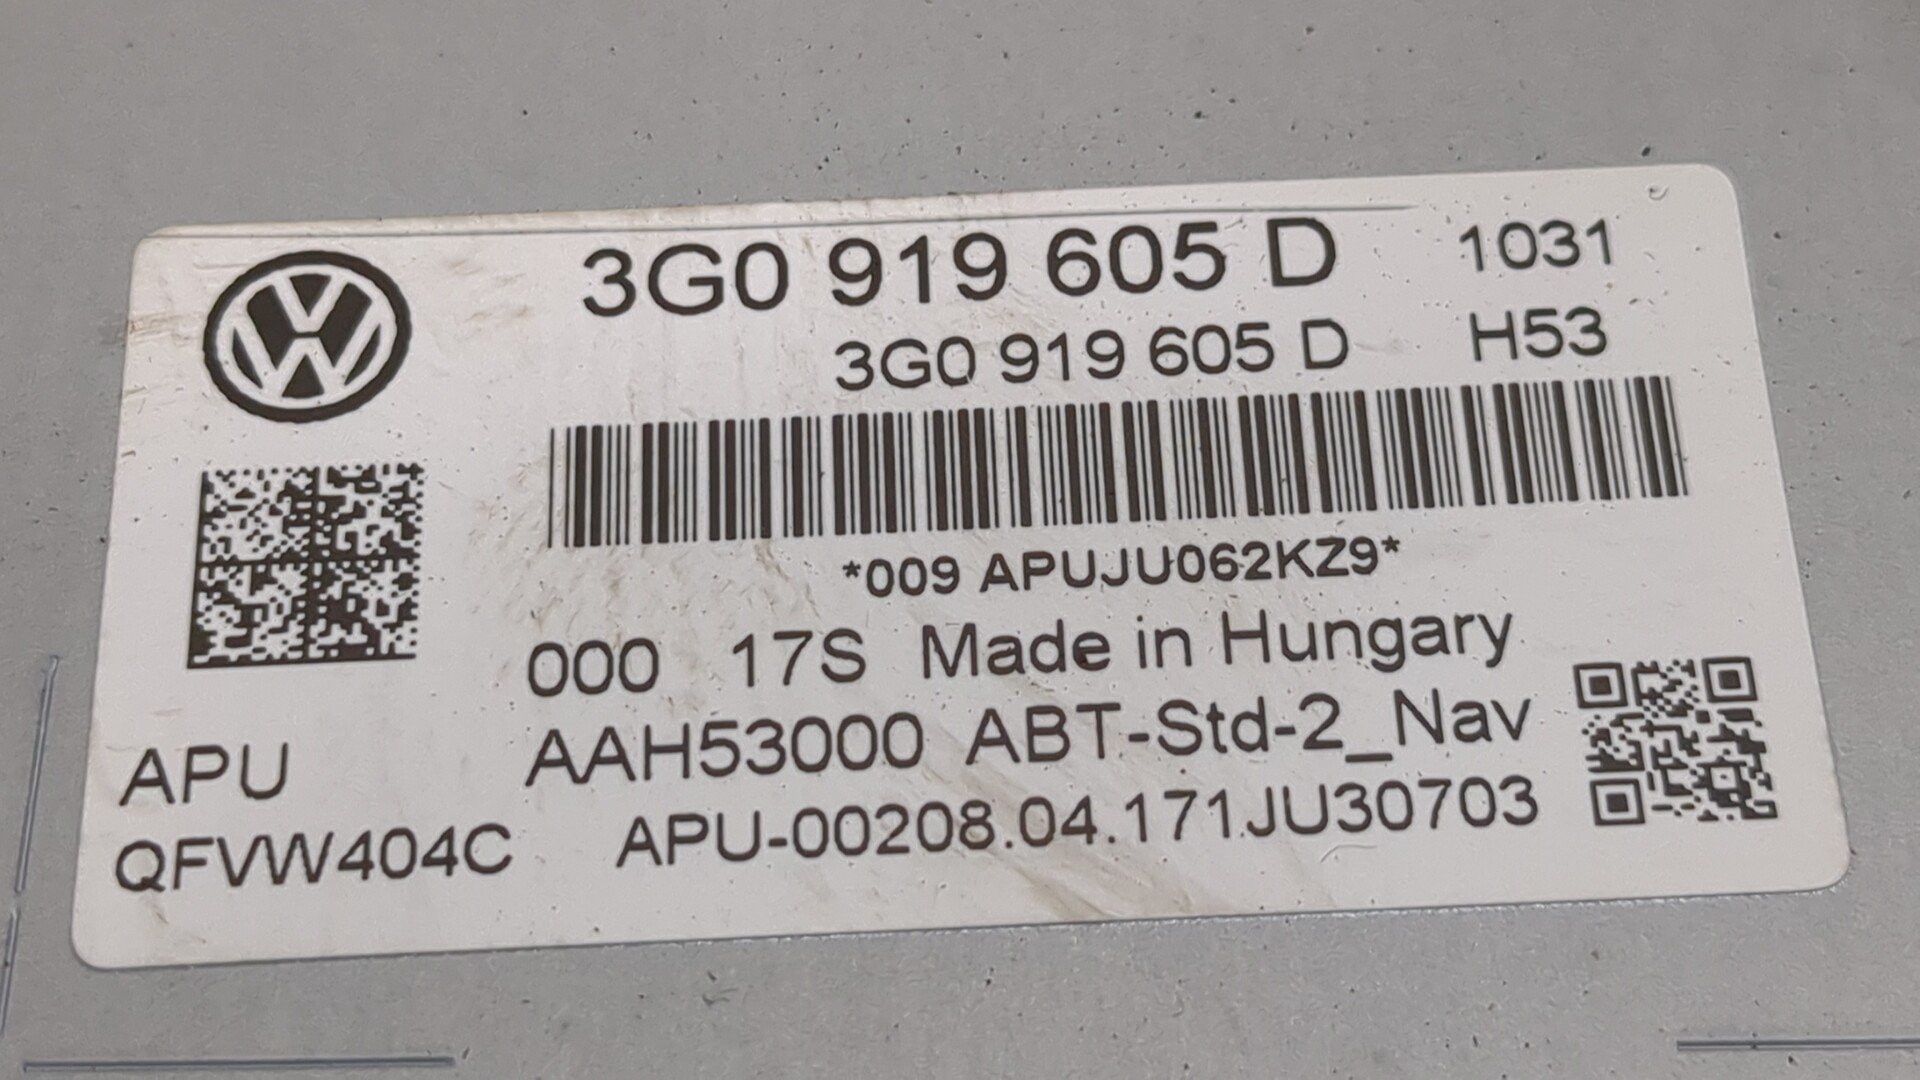 3G0 919 605 D 1031
3G0 919 605 D H53
*009 APUJU062KZ9*
000 17S Made in Hungary
APU AAH53000 ABT-Std-2_Nav
QFVW404C APU-00208.04.171JU30703